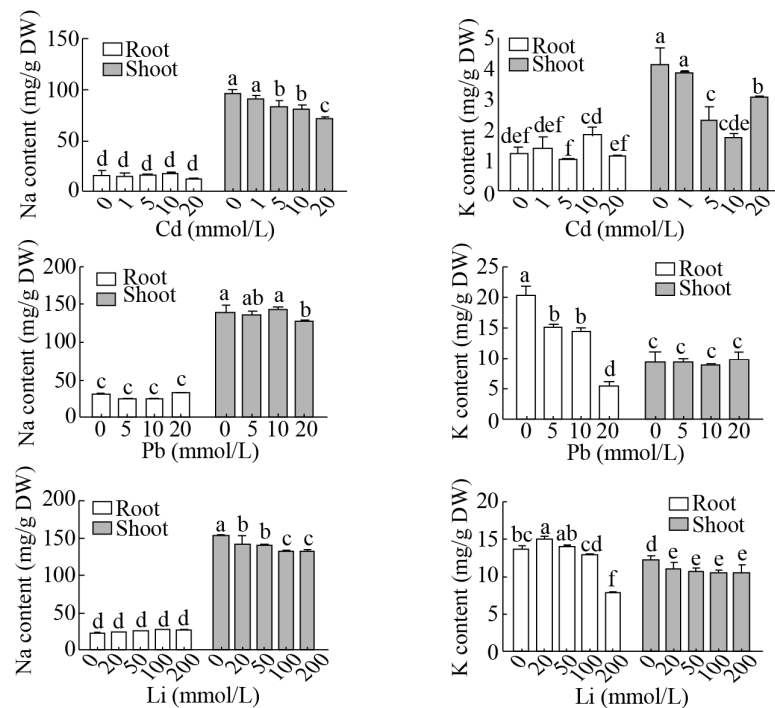 Na content (mg/g DW)
150
100
50
0
Root
Shoot
d d d d d
a a b b c
0 1 5 10 20 0 1 5 10 20
Cd (mmol/L)
K content (mg/g DW)
5
4
3
2
1
0
Root
Shoot
def def f cd ef
a a c cde b
0 1 5 10 20 0 1 5 10 20
Cd (mmol/L)
Na content (mg/g DW)
200
150
100
50
0
Root
Shoot
c c c c
a ab a b
0 5 10 20 0 5 10 20
Pb (mmol/L)
K content (mg/g DW)
25
20
15
10
5
0
Root
Shoot
a b b d
c c c c
0 5 10 20 0 5 10 20
Pb (mmol/L)
Na content (mg/g DW)
200
150
100
50
0
Root
Shoot
d d d d d
a b b c c
0 20 50 100 200 0 20 50 100 200
Li (mmol/L)
K content (mg/g DW)
20
15
10
5
0
Root
Shoot
bc a ab cd f
d e e e e
0 20 50 100 200 0 20 50 100 200
Li (mmol/L)